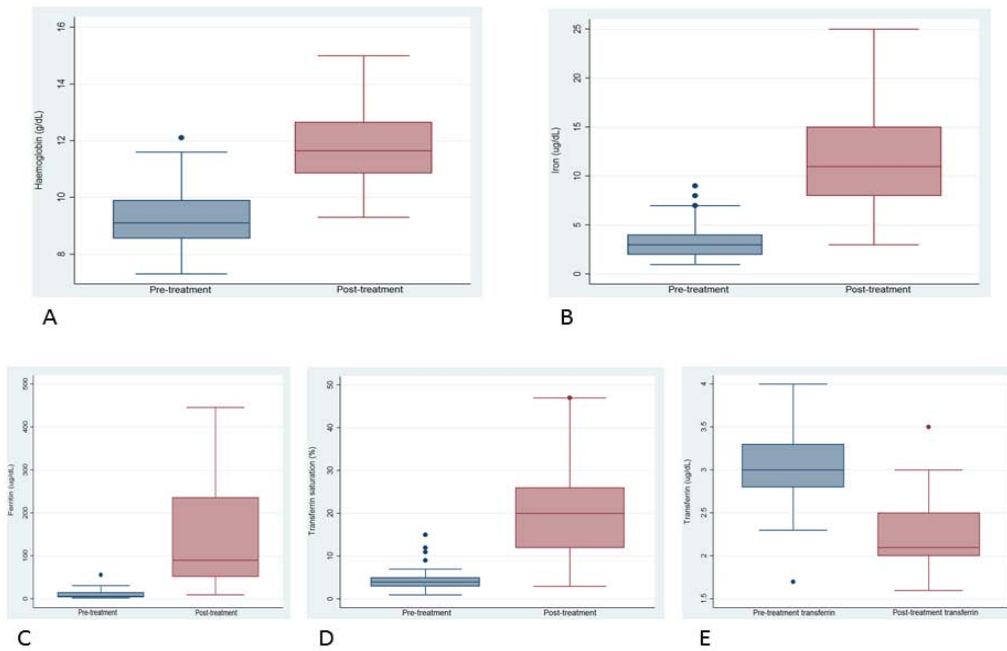 Haemoglobin (g/dL)
16
14
12
10
8
Pre-treatment Post-treatment
A
Iron (ug/dL)
25
20
15
10
5
0
Pre-treatment Post-treatment
B
Ferritin (ug/dL)
500
400
300
200
100
0
Pre-treatment Post-treatment
C
Transferrin saturation (%)
50
40
30
20
10
0
Pre-treatment Post-treatment
D
Transferrin (ug/dL)
4
3.5
3
2.5
2
1.5
Pre-treatment transferrin Post-treatment transferrin
E